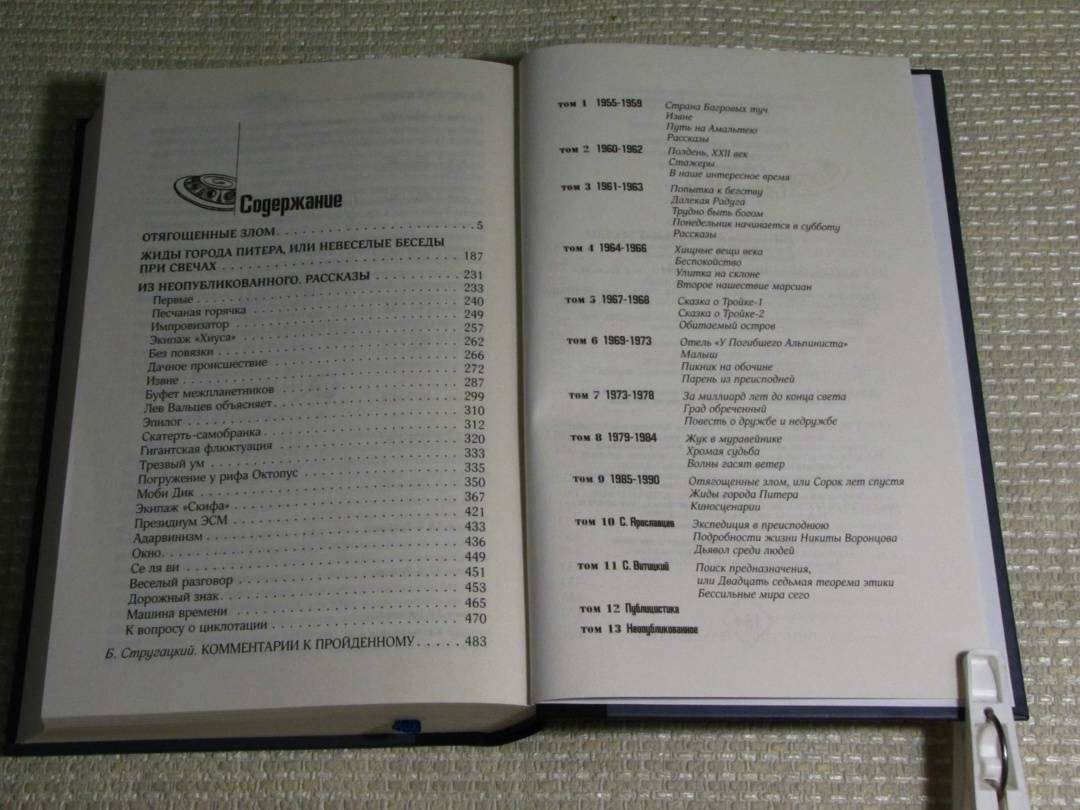 Содержание
ОТЯГОЩЕННЫЕ ЗЛОМ. . . . . . . . . . . . . . . . . . . . 5
ЖИДЫ ГОРОДА ПИТЕРА, ИЛИ НЕВЕСЕЛЫЕ БЕСЕДЫ
ПРИ СВЕЧАХ . . . . . . . . . . . . . . . . . . . . 187
ИЗ НЕОПУБЛИКОВАННОГО. РАССКАЗЫ . . . . . . . . . . 231
Первые . . . . . . . . . . . . . . . . . . . . 233
Песчаная горячка . . . . . . . . . . . . . . . . . . . . 240
Импровизатор . . . . . . . . . . . . . . . . . . . . 249
Экипаж «Хиуса» . . . . . . . . . . . . . . . . . . . . 257
Без повязки . . . . . . . . . . . . . . . . . . . . 262
Дачное происшествие . . . . . . . . . . . . . . . . . . . . 266
Извне . . . . . . . . . . . . . . . . . . . . 272
Буфет межпланетников . . . . . . . . . . . . . . . . . . . . 287
Лев Вальцев объясняет . . . . . . . . . . . . . . . . . . . . 299
Эпилог . . . . . . . . . . . . . . . . . . . . 310
Скатерть-самобранка . . . . . . . . . . . . . . . . . . . . 312
Гигантская флюктуация . . . . . . . . . . . . . . . . . . . . 320
Трезвый ум . . . . . . . . . . . . . . . . . . . . 333
Погружение у рифа Октопус . . . . . . . . . . . . . . . . . . . . 335
Моби Дик . . . . . . . . . . . . . . . . . . . . 350
Экипаж «Скифа» . . . . . . . . . . . . . . . . . . . . 367
Президиум ЭСМ . . . . . . . . . . . . . . . . . . . . 421
Адарвинизм . . . . . . . . . . . . . . . . . . . . 433
Окно. . . . . . . . . . . . . . . . . . . . 436
Се ля ви . . . . . . . . . . . . . . . . . . . . 449
Веселый разговор . . . . . . . . . . . . . . . . . . . . 451
Дорожный знак . . . . . . . . . . . . . . . . . . . . 453
Машина времени . . . . . . . . . . . . . . . . . . . . 465
К вопросу о циклотации . . . . . . . . . . . . . . . . . . . . 470
Б. Стругацкий. КОММЕНТАРИИ К ПРОЙДЕННОМУ . . . . . 483
том 1 1955-1959 Страна Багровых туч
Извне
Путь на Амальтею
Рассказы
том 2 1960-1962 Полдень, XXII век
Стажеры
В наше интересное время
том 3 1961-1963 Попытка к бегству
Далекая Радуга
Трудно быть богом
Понедельник начинается в субботу
Рассказы
том 4 1964-1966 Хищные вещи века
Беспокойство
Улитка на склоне
Второе нашествие марсиан
том 5 1967-1968 Сказка о Тройке-1
Сказка о Тройке-2
Обитаемый остров
том 6 1969-1973 Отель «У Погибшего Альпиниста»
Малыш
Пикник на обочине
Парень из преисподней
том 7 1973-1978 За миллиард лет до конца света
Град обреченный
Повесть о дружбе и недружбе
том 8 1979-1984 Жук в муравейнике
Хромая судьба
Волны гасят ветер
том 9 1985-1990 Отягощенные злом, или Сорок лет спустя
Жиды города Питера
Киносценарии
том 10 С. Ярославцев Экспедиция в преисподнюю
Подробности жизни Никиты Воронцова
Дьявол среди людей
том 11 С. Витицкий Поиск предназначения,
или Двадцать седьмая теорема этики
Бессильные мира сего
том 12 Публицистика
том 13 Неопубликованное